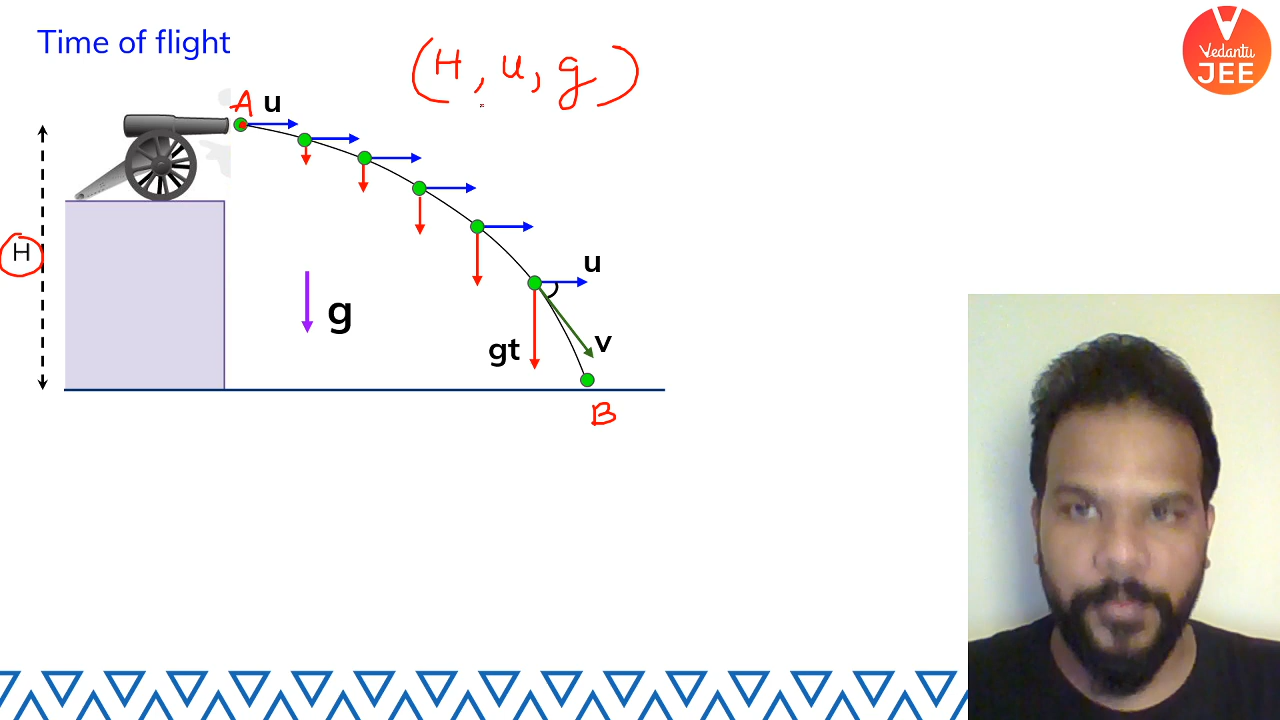 Time of flight
(H, u, g)
Vedantu
JEE
A
u
H
u
g
gt
v
B